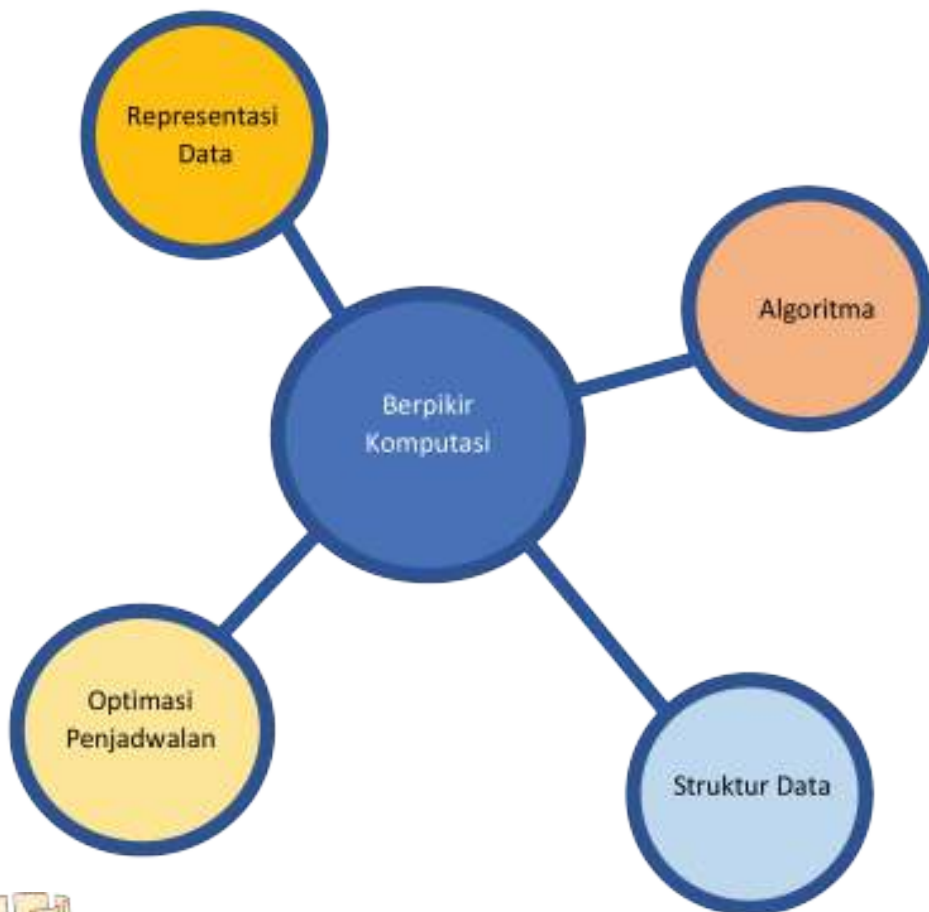 Representasi
Data
Algoritma
Berpikir
Komputasi
Optimasi
Penjadwalan
Struktur Data